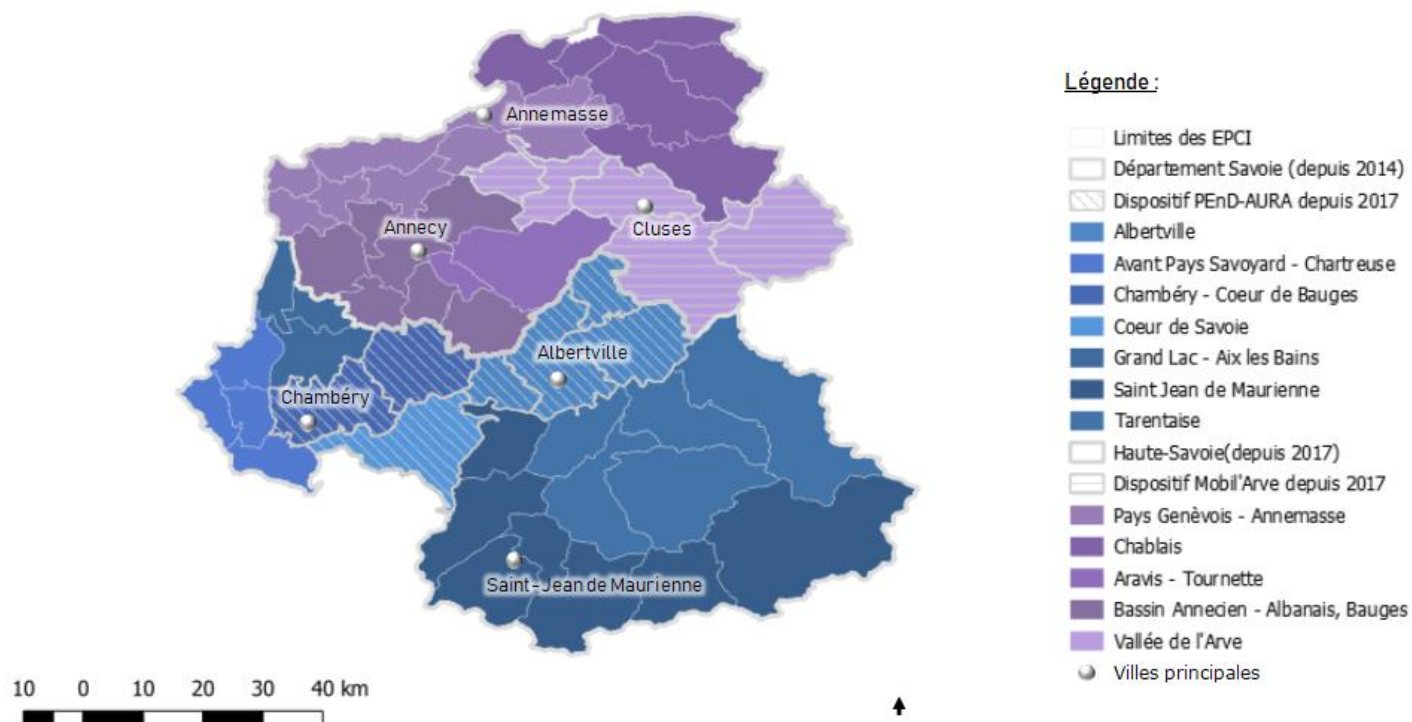 Annemasse
Annecy
Cluses
Albertville
Chambéry
Saint-Jean de Maurienne
10 0 10 20 30 40 km
Légende :
Limites des EPCI
Département Savoie (depuis 2014)
Dispositif PEnD-AURA depuis 2017
Albertville
Avant Pays Savoyard - Chartreuse
Chambéry - Coeur de Bauges
Coeur de Savoie
Grand Lac - Aix les Bains
Saint Jean de Maurienne
Tarentaise
Haute-Savoie(depuis 2017)
Dispositif Mobil'Arve depuis 2017
Pays Genèvois - Annemasse
Chablais
Aravis - Tournette
Bassin Annecien - Albanais, Bauges
Vallée de l'Arve
Villes principales